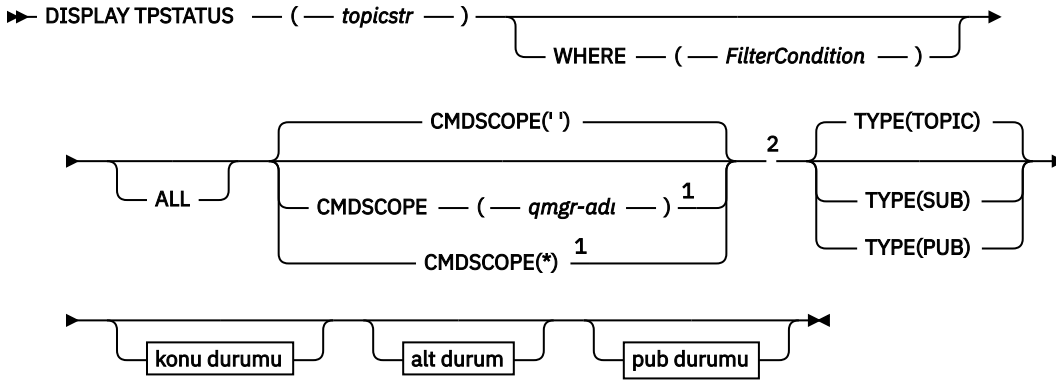 DISPLAY TPSTATUS ( topicstr )
WHERE ( FilterCondition )
CMDSCOPE(' ')
2
TYPE(TOPIC)
ALL
CMDSCOPE ( qmgr-adı ) 1
TYPE(SUB)
CMDSCOPE(*) 1
TYPE(PUB)
konu durumu
alt durum
pub durumu